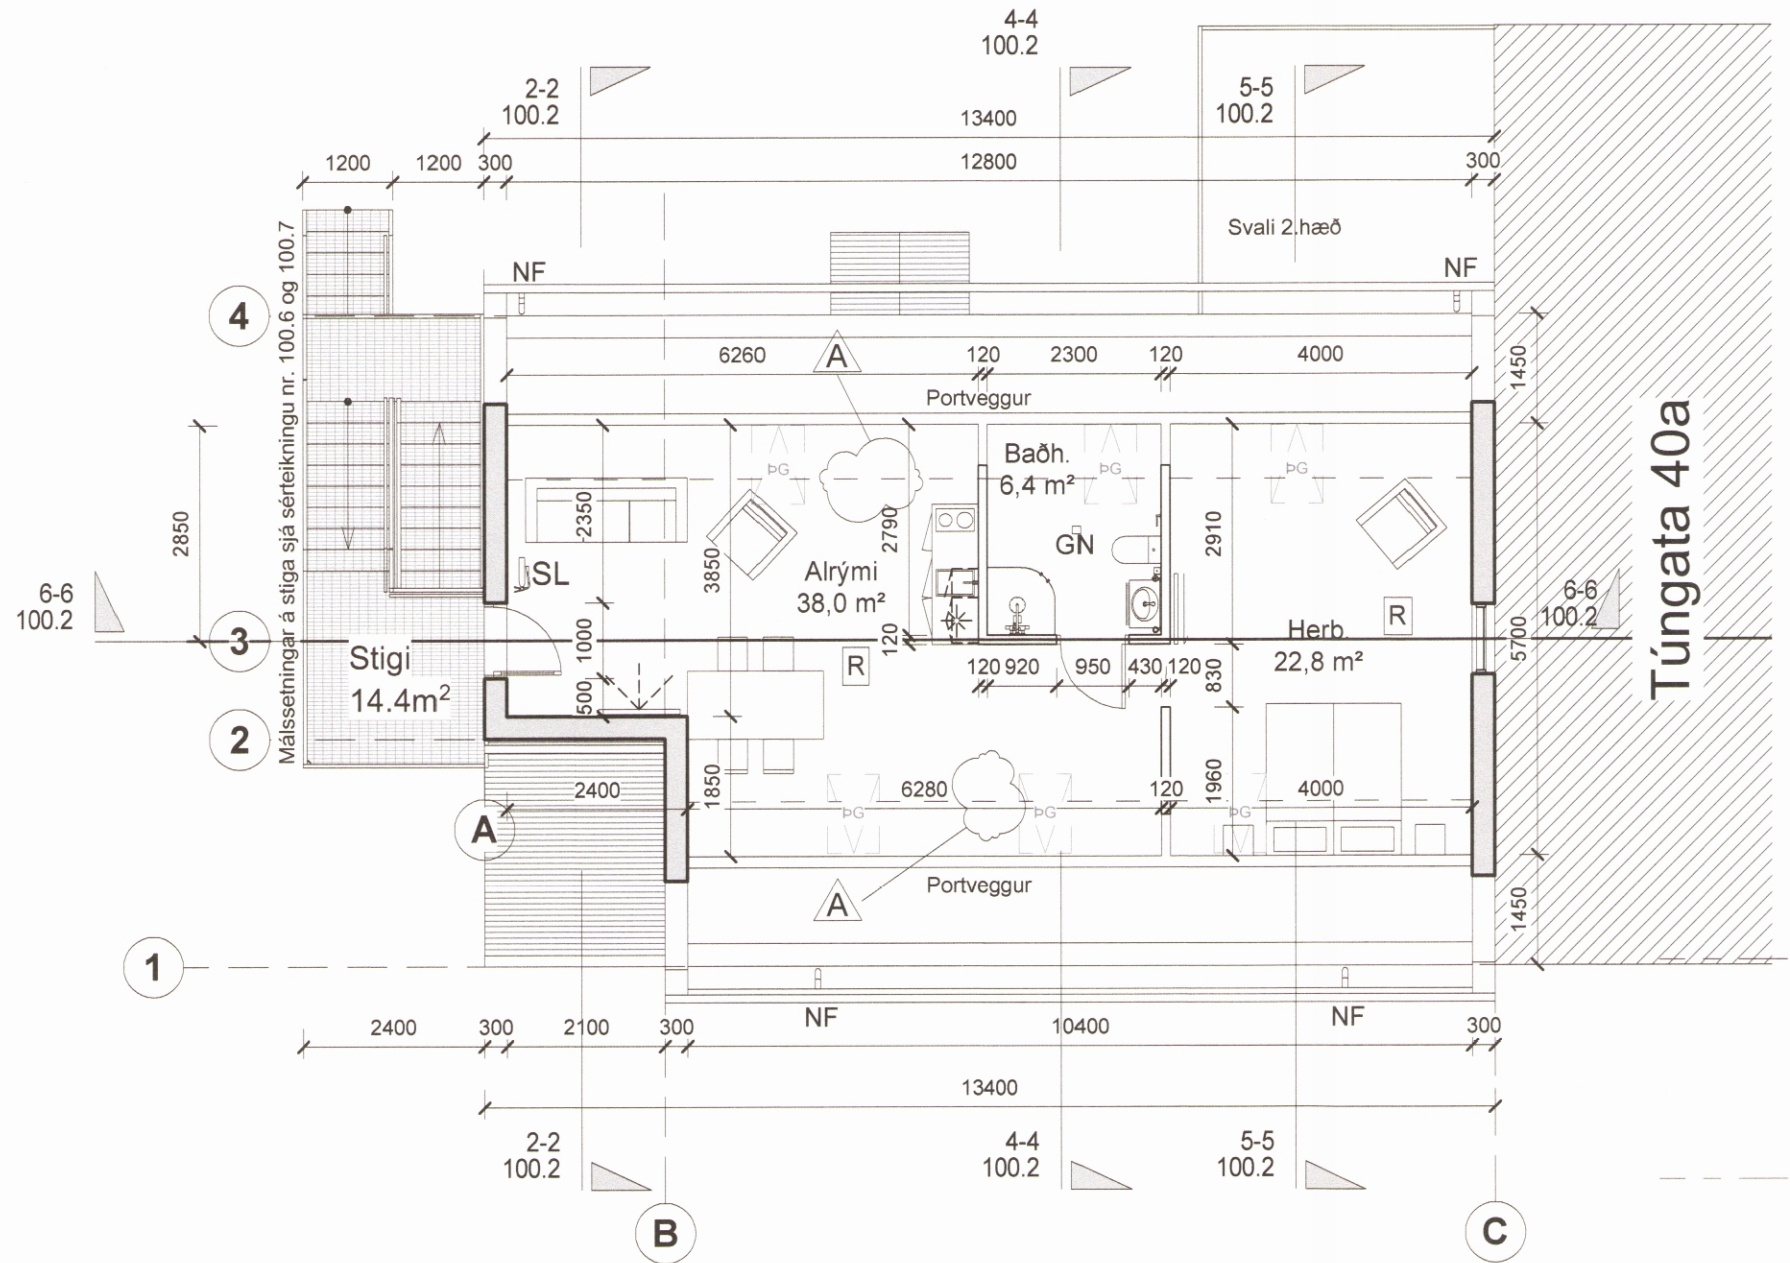 4-4
100.2
2-2
100.2
5-5
100.2
13400
1200
1200
300
12800
300
Svali 2.hæð
NF
NF
4
Málssetningar á stiga sjá sérteikningu nr. 100.6 og 100.7
6260
A
120
2300
120
4000
1450
Portveggur
Túngata 40a
2850
ÞG
Baðh.
6,4 m²
ÞG
ÞG
2350
3850
2790
2910
GN
SL
Alrými
38,0 m²
6-6
100.2
R
6-6
100.2
3
1000
120
Herb.
22,8 m²
5700
Stigi
14.4m²
R
120
920
950
430
120
830
500
2
2400
1850
6280
120
1960
4000
A
ÞG
ÞG
ÞG
Portveggur
A
1450
1
NF
NF
2400
300
2100
300
10400
300
13400
2-2
100.2
4-4
100.2
5-5
100.2
B
C